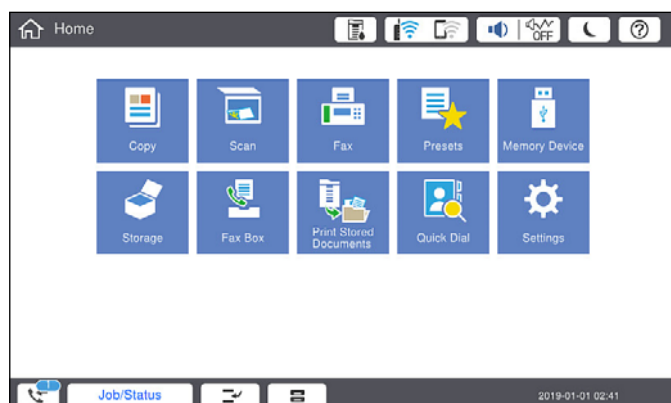 Home
OFF
Copy
Scan
Fax
Presets
Memory Device
Storage
Fax Box
Print Stored
Documents
Quick Dial
Settings
1
Job/Status
2019-01-01 02:41